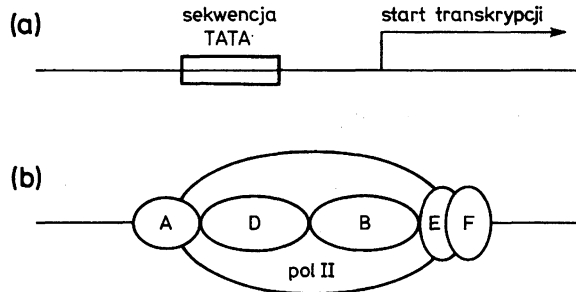 (a)
sekwencja
TATA
start transkrypcji
(b)
A
D
B
E
F
pol II